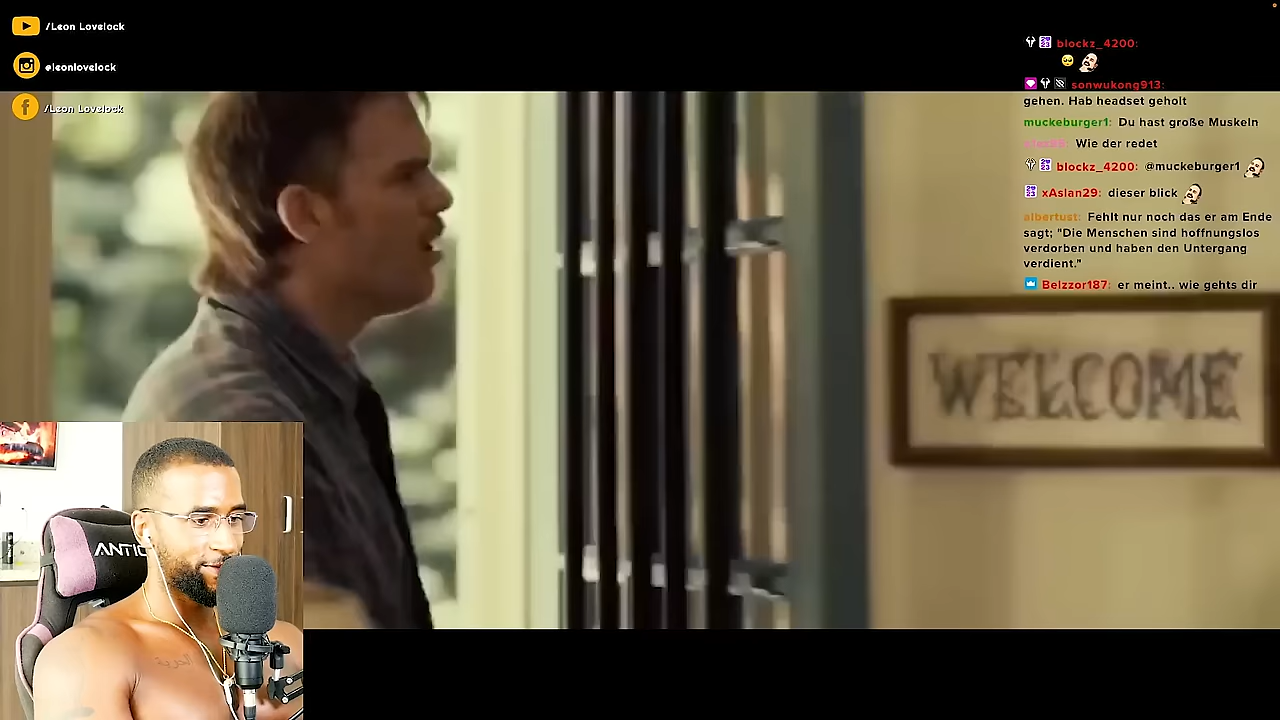 /Leon Lovelock
@leonlovelock
/Leon Lovelock
blockz_4200:
sonwukong913:
gehen. Hab headset geholt
muckeburger1: Du hast große Muskeln
Wie der redet
blockz_4200: @muckeburger1
xAslan29: dieser blick
albertust: Fehlt nur noch das er am Ende
sagt; "Die Menschen sind hoffnungslos
verdorben und haben den Untergang
verdient."
Belzzor187: er meint.. wie gehts dir
WELCOME